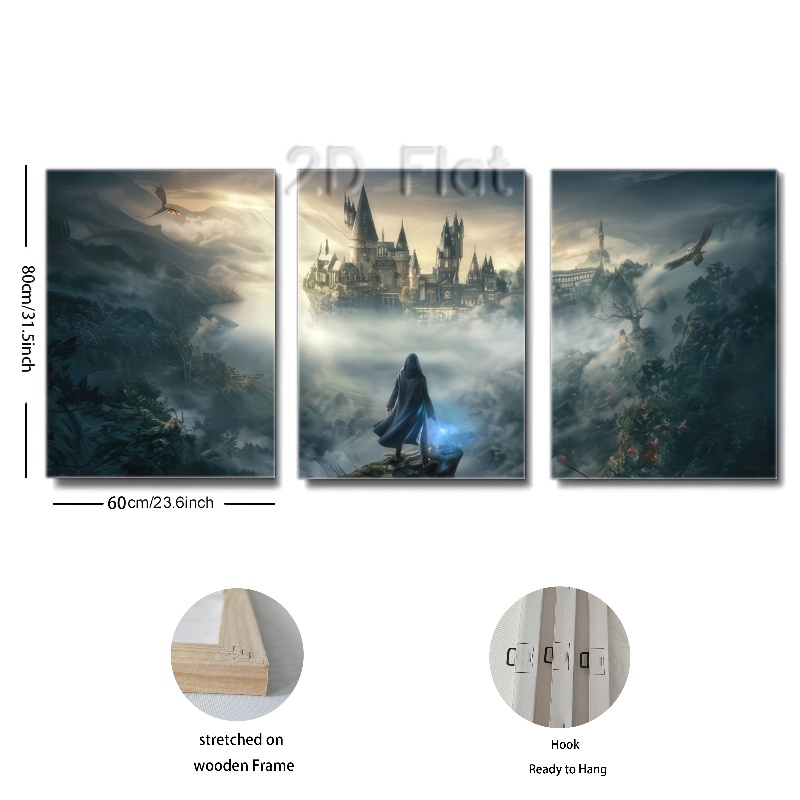 2D Flat
80cm/31.5inch
60cm/23.6inch
stretched on
wooden Frame
Hook
Ready to Hang